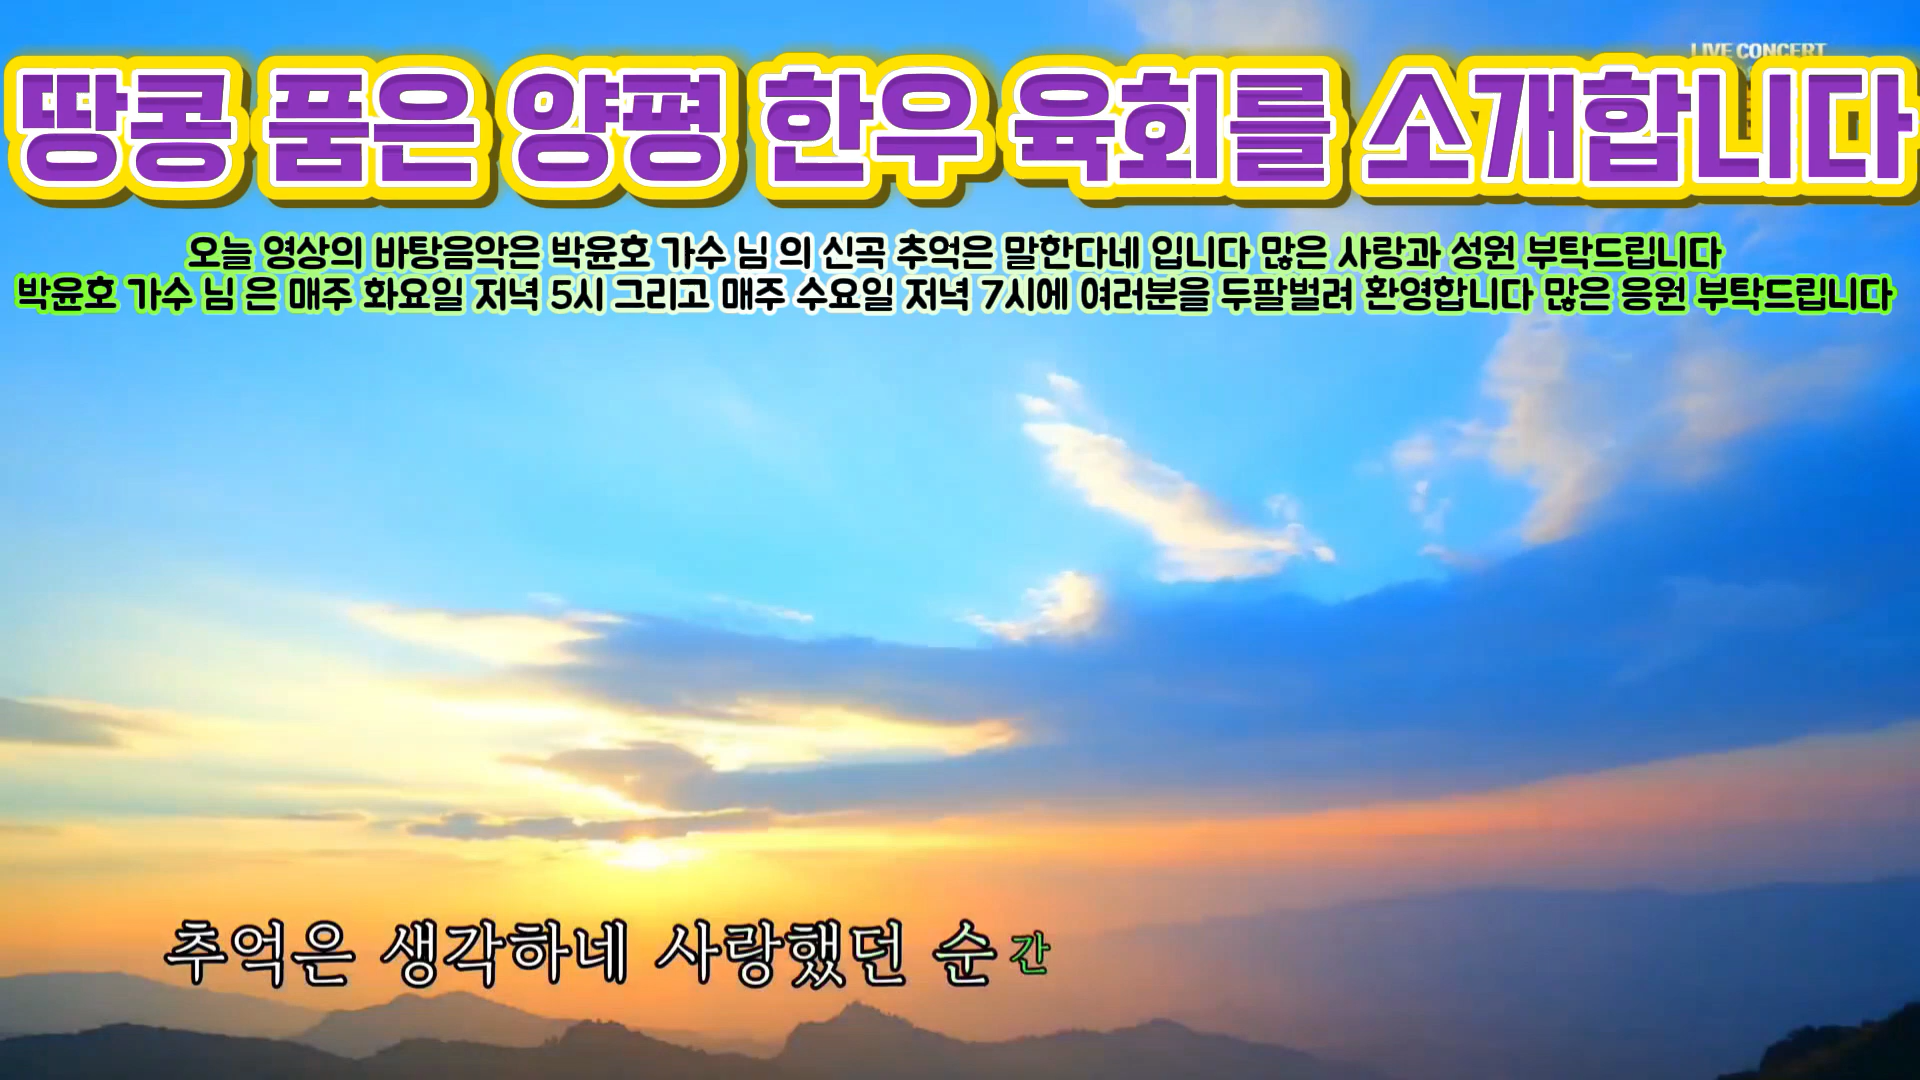 LIVE CONCERT
땅콩 품은 양평 한우 육회를 소개합니다
오늘 영상의 바탕음악은 박윤호 가수 님 의 신곡 추억은 말한다네 입니다 많은 사랑과 성원 부탁드립니다
박윤호 가수 님 은 매주 화요일 저녁 5시 그리고 매주 수요일 저녁 7시에 여러분을 두팔벌려 환영합니다 많은 응원 부탁드립니다
추억은 생각하네 사랑했던 순간